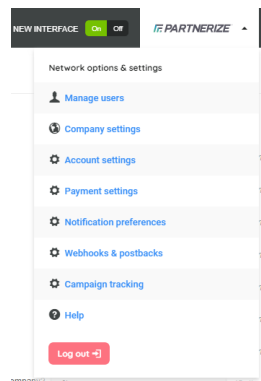 NEW INTERFACE On Off PARTNERIZE
Network options & settings
Manage users
Company settings
Account settings
Payment settings
Notification preferences
Webhooks & postbacks
Campaign tracking
Help
Log out